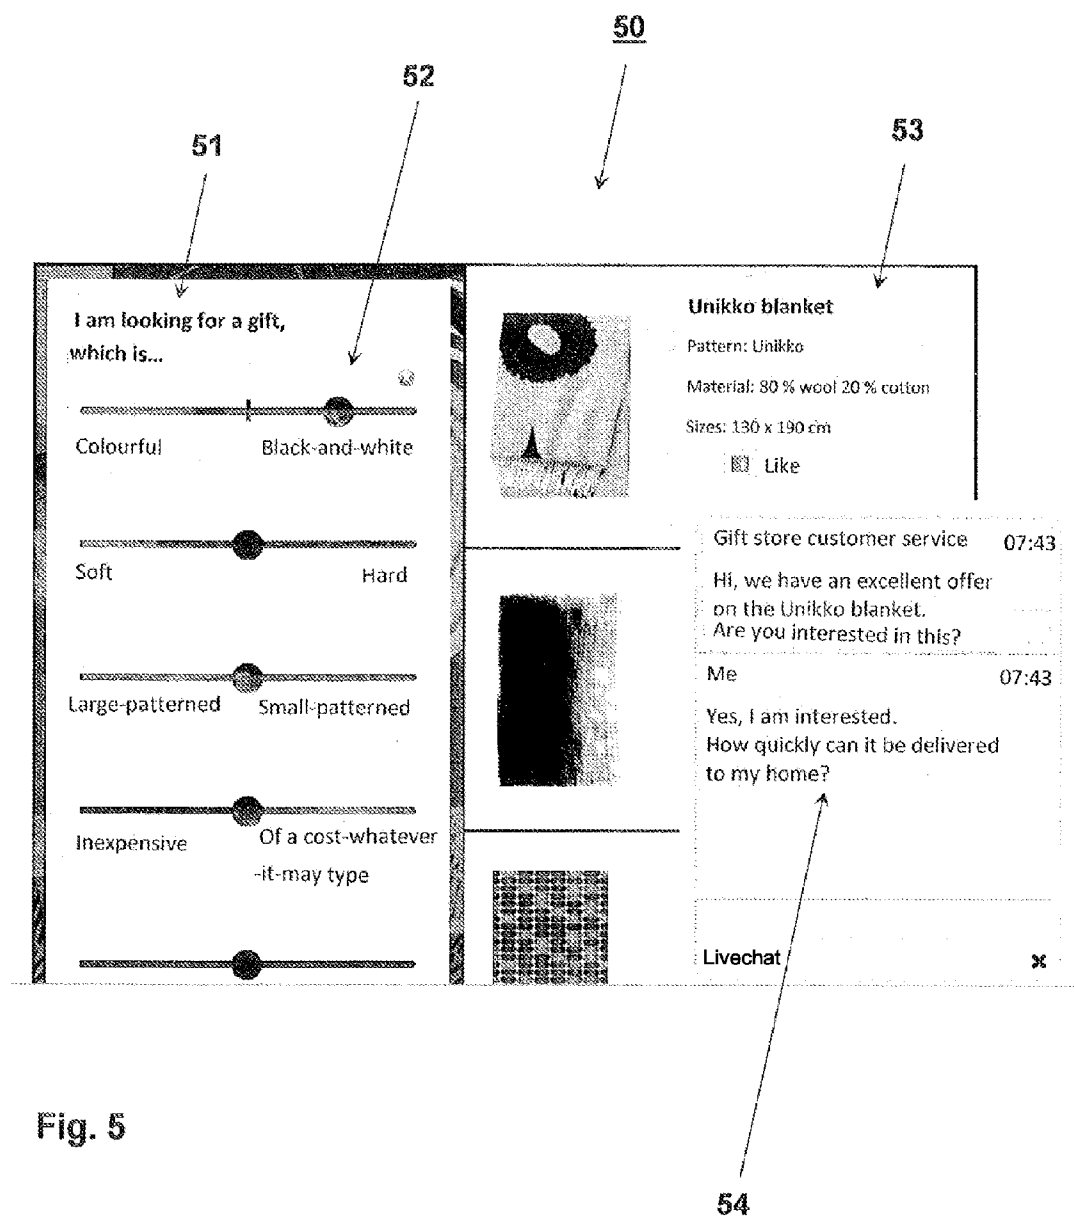 50
52
53
51
I am looking for a gift,
which is...
Colourful
Black-and-white
Soft
Hard
Large-patterned
Small-patterned
Inexpensive
Of a cost-whatever
-it-may type
Unikko blanket
Pattern: Unikko
Material: 80 % wool 20 % cotton
Sizes: 130 x 190 cm
Like
Gift store customer service 07:43
Hi, we have an excellent offer
on the Unikko blanket.
Are you interested in this?
Me 07:43
Yes, I am interested.
How quickly can it be delivered
to my home?
Livechat
Fig. 5
54